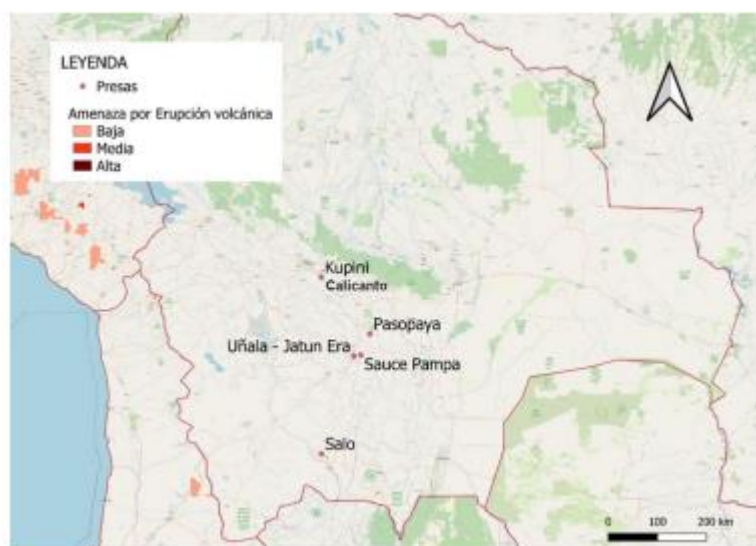 LEYENDA
Presas
Amenaza por Erupción volcánica
Baja
Media
Alta
Kupini
Calicanto
Pasopaya
Uñala - Jatun Era
Sauce Pampa
Salo
0 100 200 km